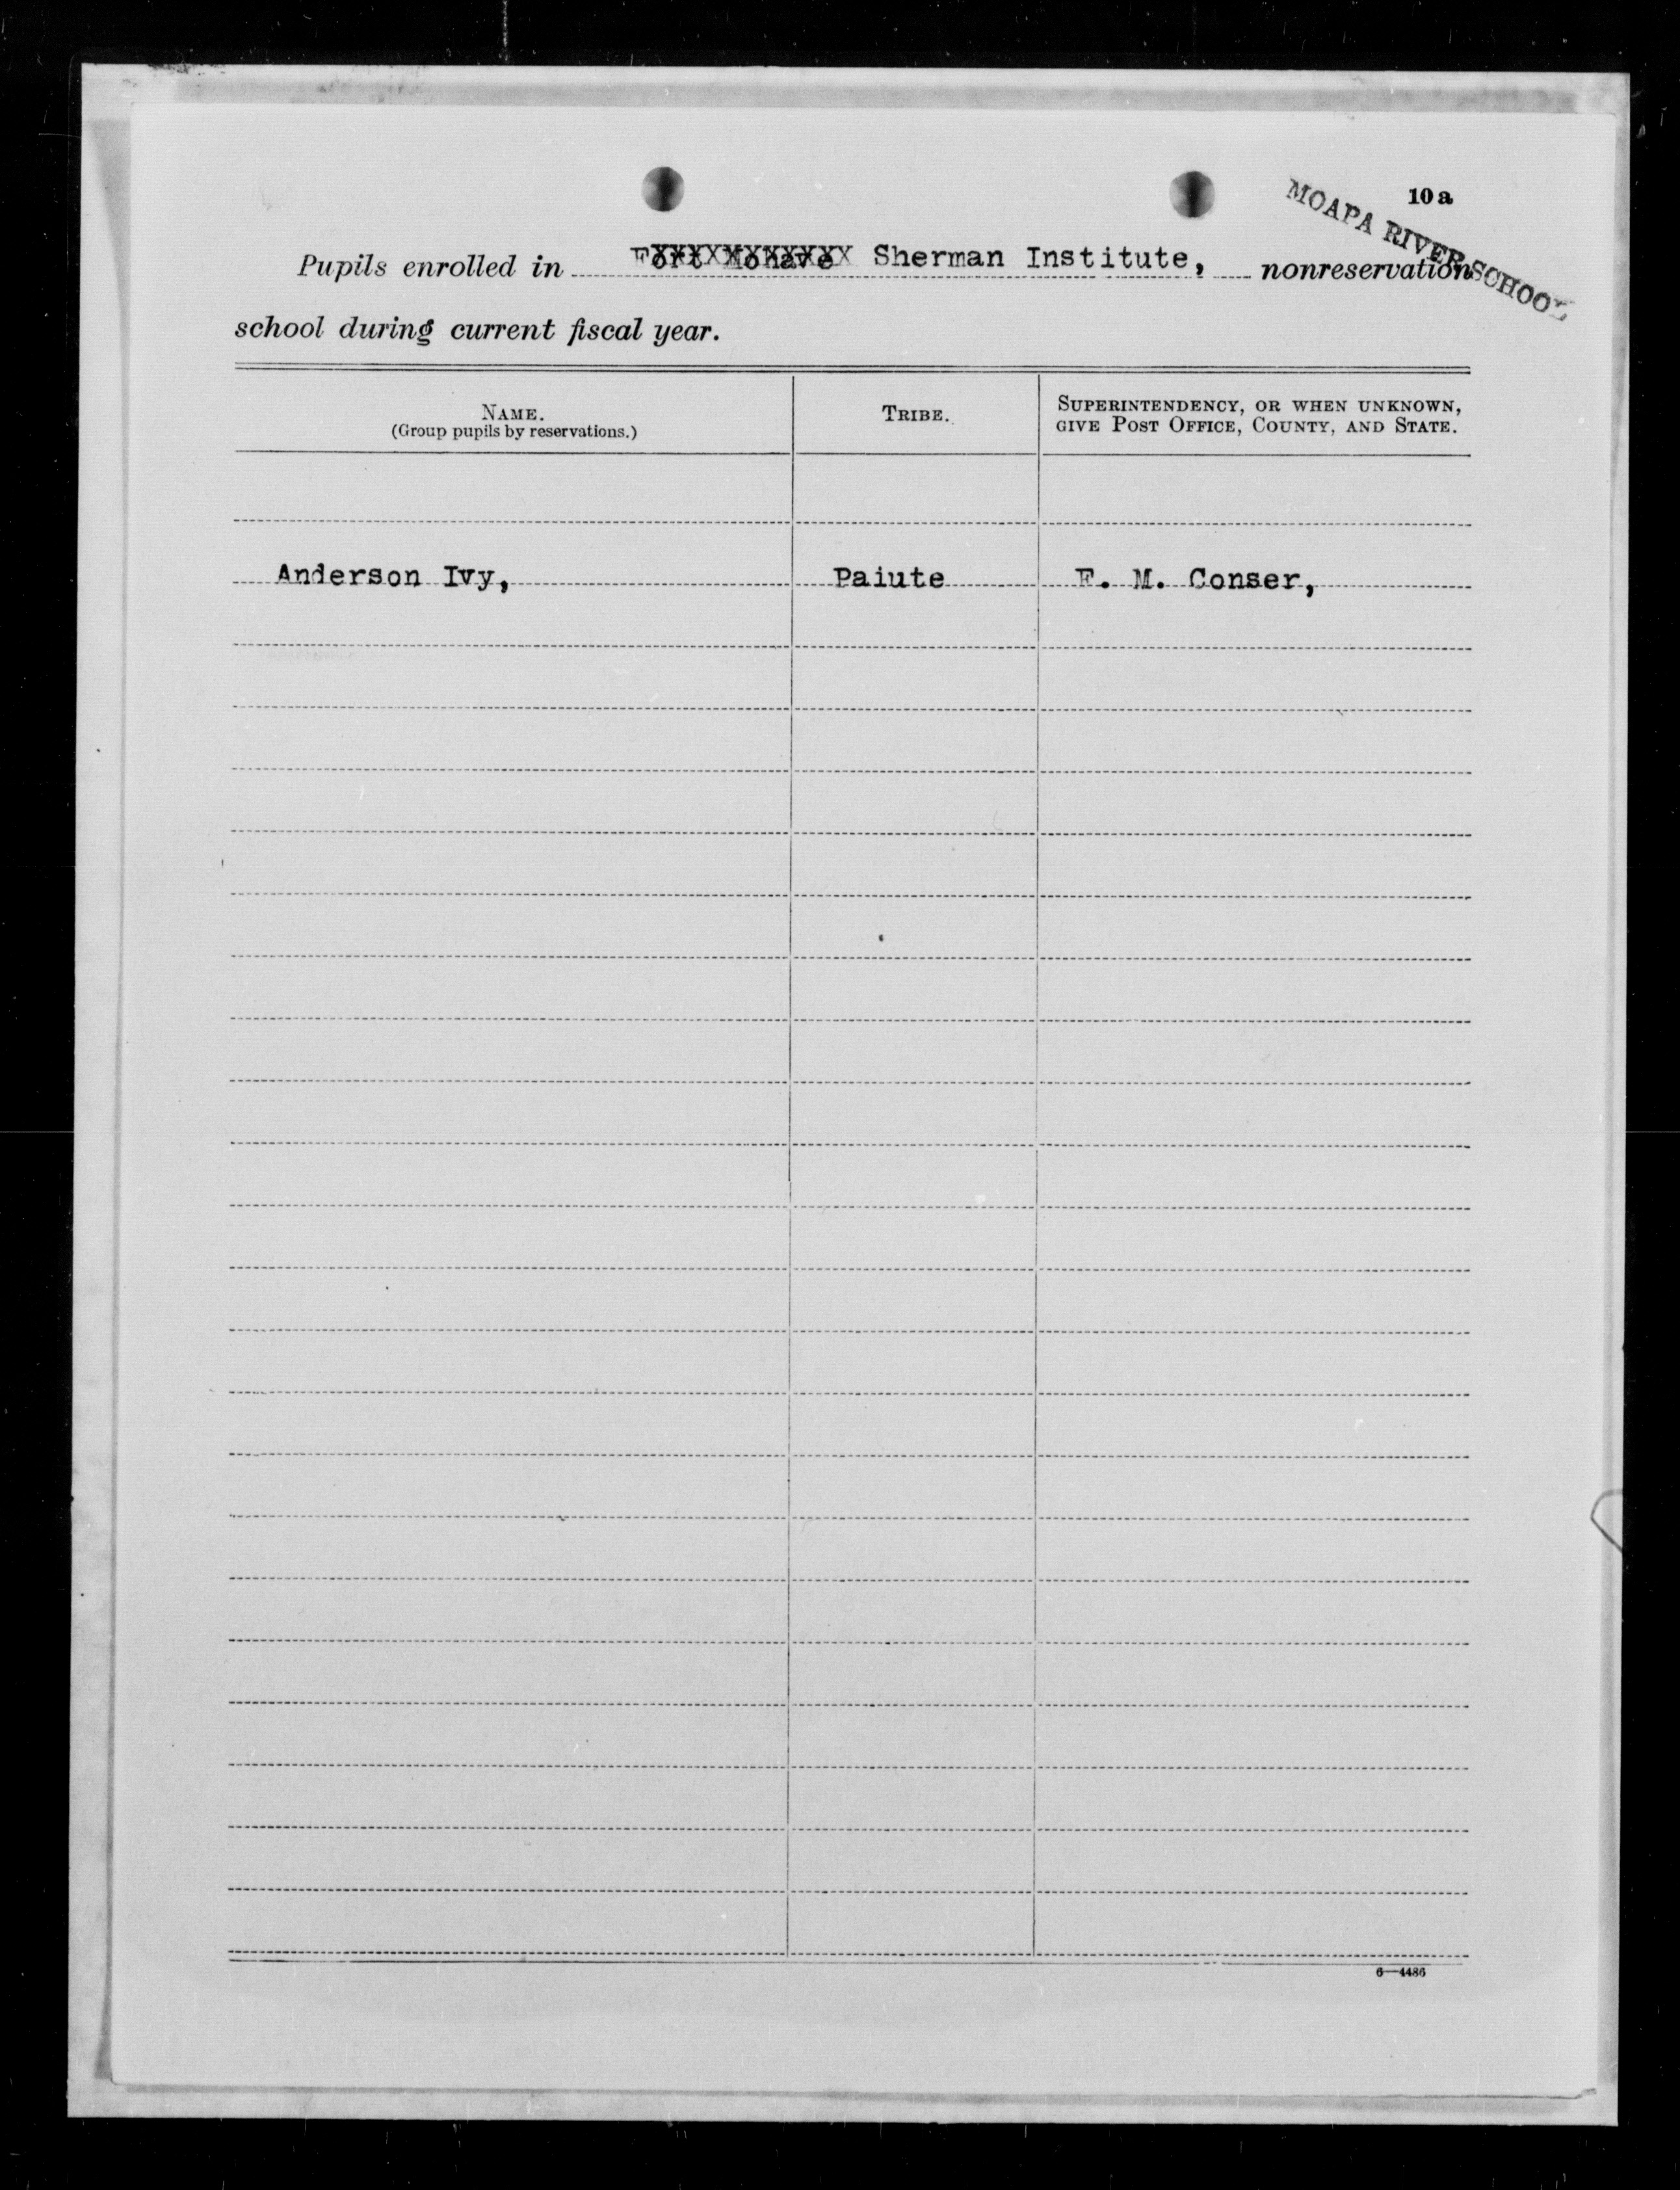 10 a
MOAPA RIVER SCHOOL
Pupils enrolled in Fort Mohave Sherman Institute, nonreservation
school during current fiscal year.
NAME.
(Group pupils by reservations.)
TRIBE.
SUPERINTENDENCY, OR WHEN UNKNOWN,
GIVE POST OFFICE, COUNTY, AND STATE.
Anderson Ivy, Paiute F. M. Conser,
6—4486